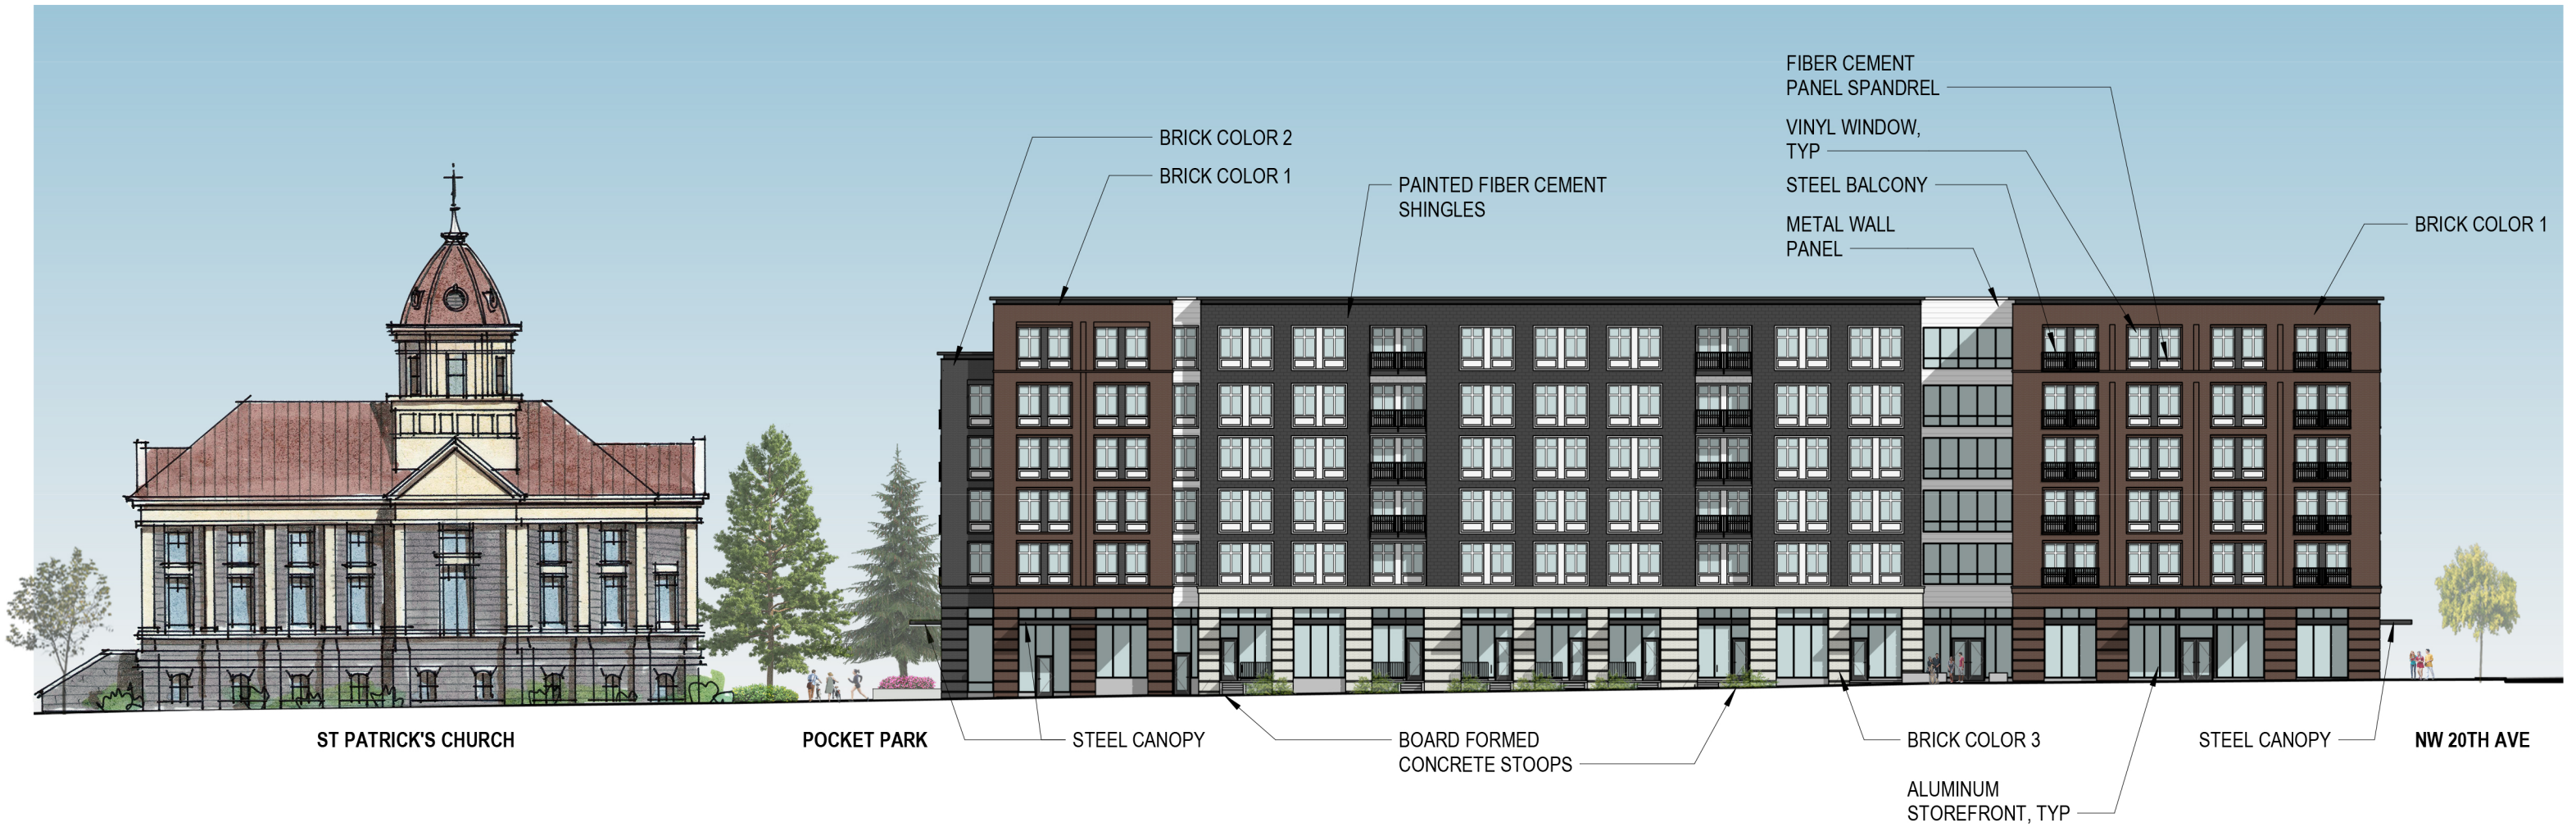 FIBER CEMENT
PANEL SPANDREL
VINYL WINDOW,
TYP
STEEL BALCONY
METAL WALL
PANEL
BRICK COLOR 2
BRICK COLOR 1
PAINTED FIBER CEMENT
SHINGLES
BRICK COLOR 1
ST PATRICK'S CHURCH
POCKET PARK
STEEL CANOPY
BOARD FORMED
CONCRETE STOOPS
BRICK COLOR 3
ALUMINUM
STOREFRONT, TYP
STEEL CANOPY
NW 20TH AVE